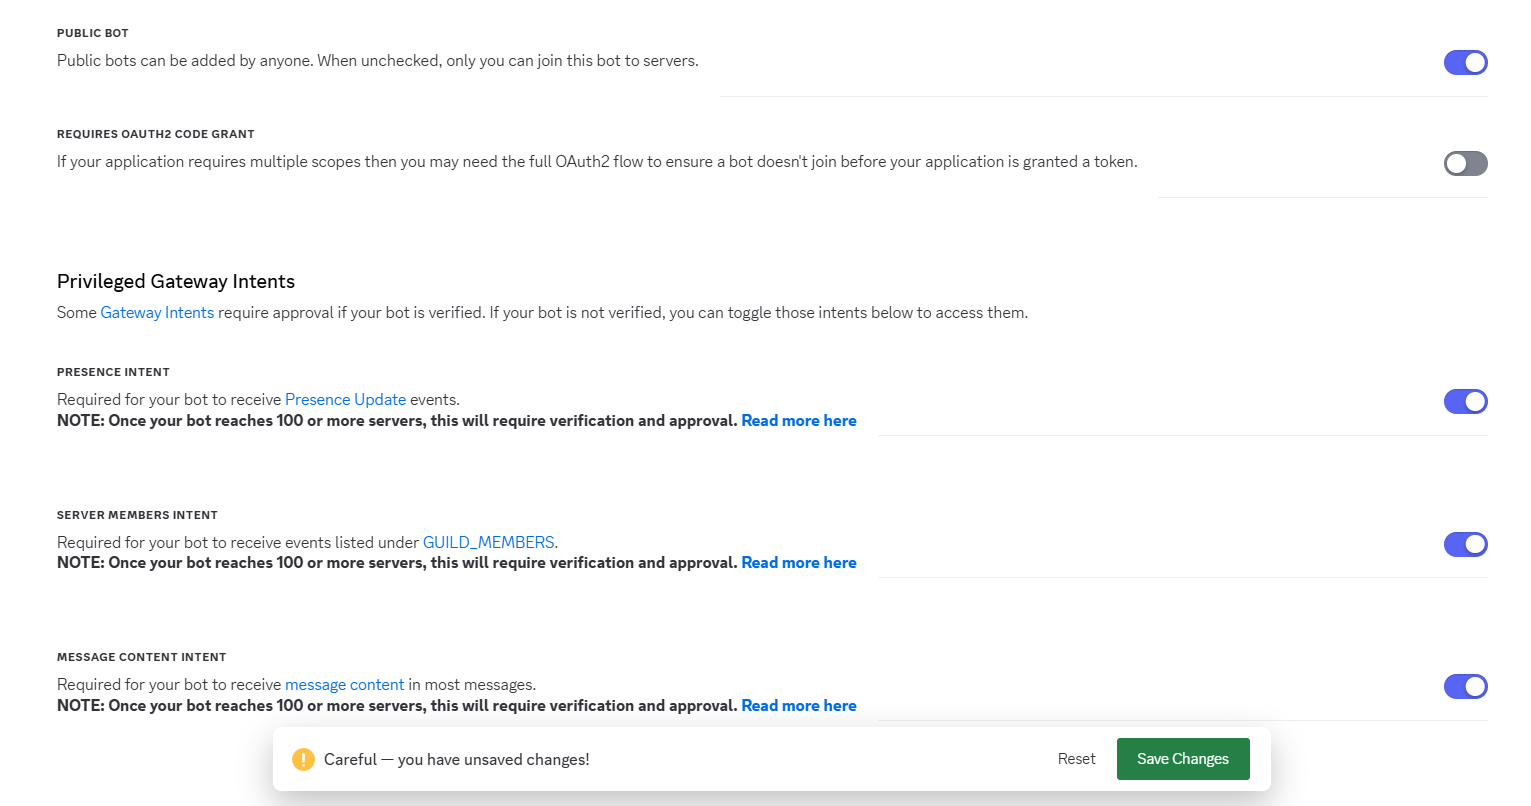 PUBLIC BOT
Public bots can be added by anyone. When unchecked, only you can join this bot to servers.
REQUIRES OAUTH2 CODE GRANT
If your application requires multiple scopes then you may need the full OAuth2 flow to ensure a bot doesn't join before your application is granted a token.
Privileged Gateway Intents
Some Gateway Intents require approval if your bot is verified. If your bot is not verified, you can toggle those intents below to access them.
PRESENCE INTENT
Required for your bot to receive Presence Update events.
NOTE: Once your bot reaches 100 or more servers, this will require verification and approval. Read more here
SERVER MEMBERS INTENT
Required for your bot to receive events listed under GUILD_MEMBERS.
NOTE: Once your bot reaches 100 or more servers, this will require verification and approval. Read more here
MESSAGE CONTENT INTENT
Required for your bot to receive message content in most messages.
NOTE: Once your bot reaches 100 or more servers, this will require verification and approval. Read more here
Careful — you have unsaved changes! Reset Save Changes